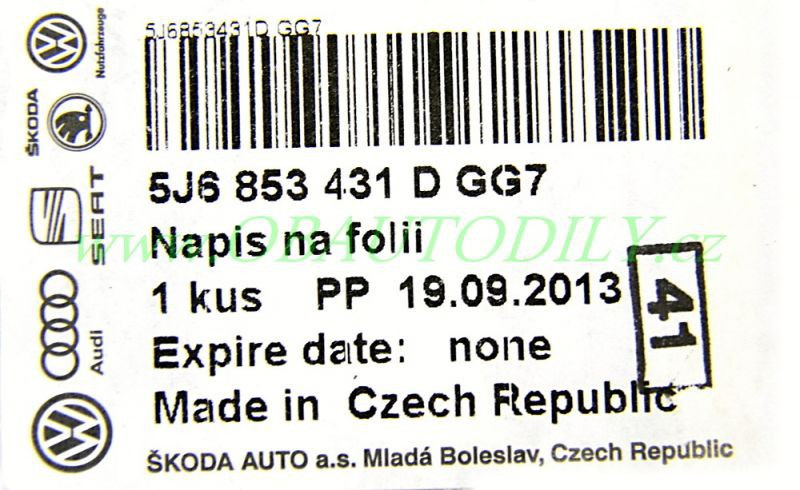 5J6853431D GG7
5J6 853 431 D GG7
Napis na folii
1 kus PP 19.09.2013
Expire date: none
Made in Czech Republic
41
ŠKODA AUTO a.s. Mladá Boleslav, Czech Republic
Nutzfahrzeuge
ŠKODA
SEAT
Audi
www.OBAUTODILY.cz